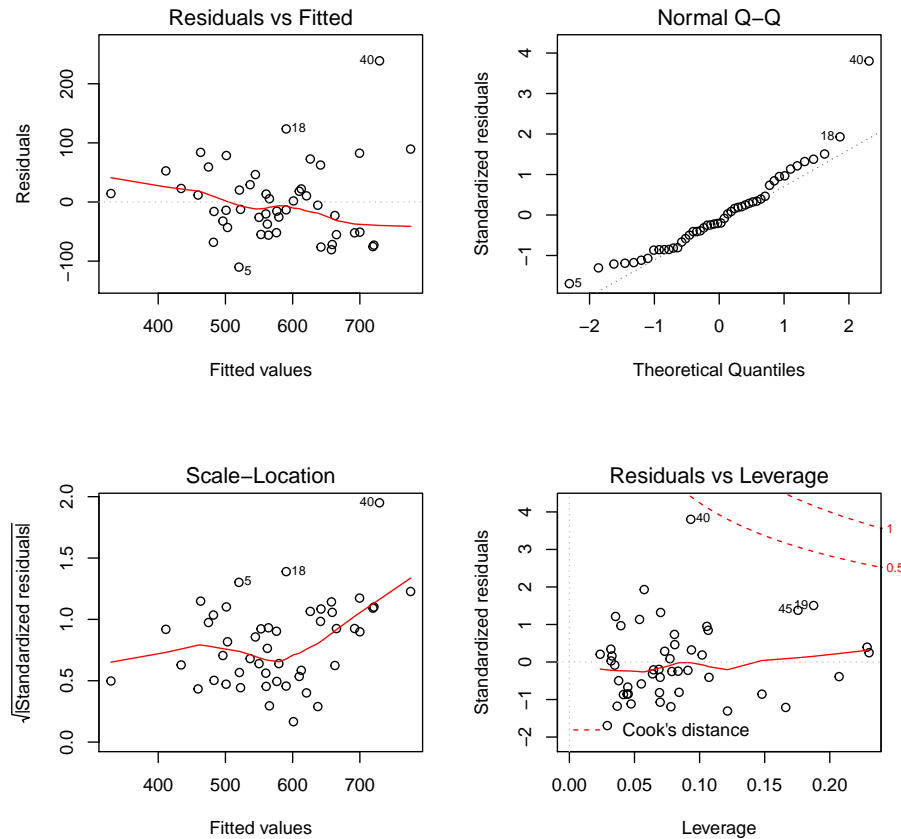 Residuals vs Fitted
Residuals
−100 0 100 200
400 500 600 700
Fitted values
40
18
5
Normal Q−Q
Standardized residuals
−1 0 1 2 3 4
−2 −1 0 1 2
Theoretical Quantiles
40
18
5
Scale−Location
√|Standardized residuals|
0.0 0.5 1.0 1.5 2.0
400 500 600 700
Fitted values
40
5
18
Residuals vs Leverage
Standardized residuals
−2 −1 0 1 2 3 4
0.00 0.05 0.10 0.15 0.20
Leverage
40
45
19
1
0.5
Cook's distance